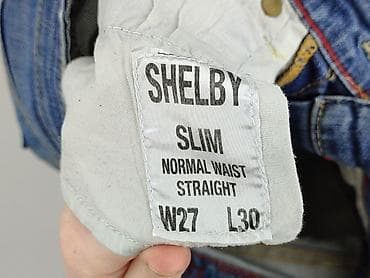 SHELBY
SLIM
NORMAL WAIST
STRAIGHT
W27 L30